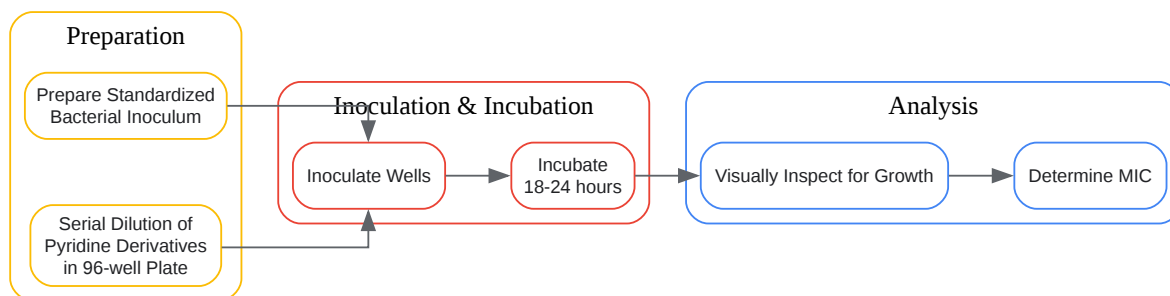 Preparation
Prepare Standardized
Bacterial Inoculum
Serial Dilution of
Pyridine Derivatives
in 96-well Plate
Inoculation & Incubation
Inoculate Wells
Incubate
18-24 hours
Analysis
Visually Inspect for Growth
Determine MIC